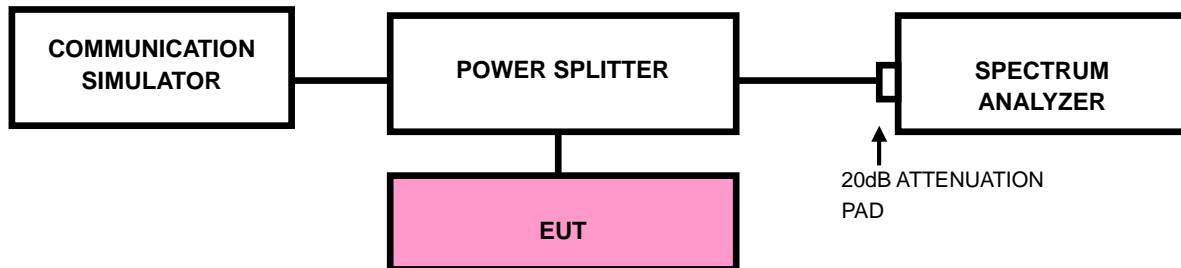 COMMUNICATION
SIMULATOR
POWER SPLITTER
SPECTRUM
ANALYZER
20dB ATTENUATION
PAD
EUT